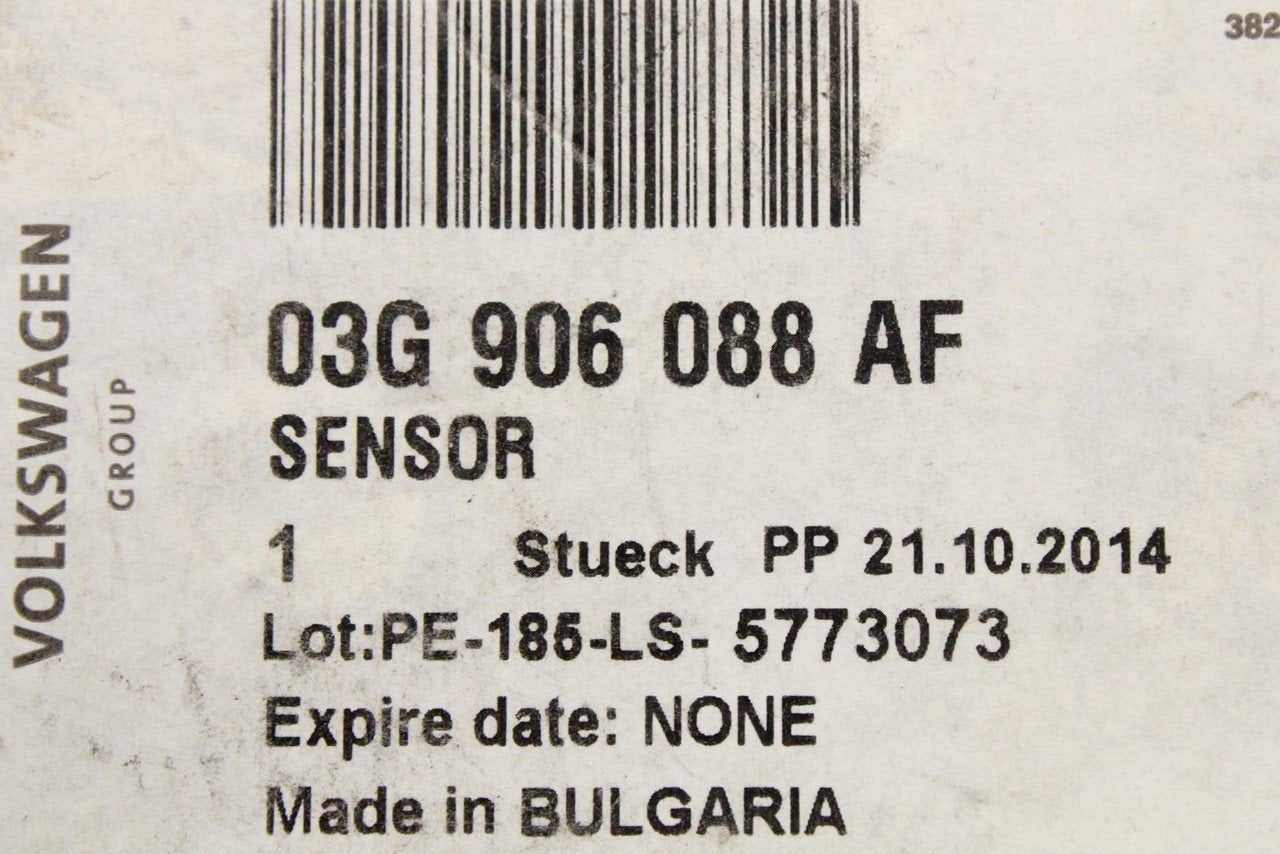 382
03G 906 088 AF
SENSOR
1 Stueck PP 21.10.2014
Lot:PE-185-LS- 5773073
Expire date: NONE
Made in BULGARIA
VOLKSWAGEN
GROUP